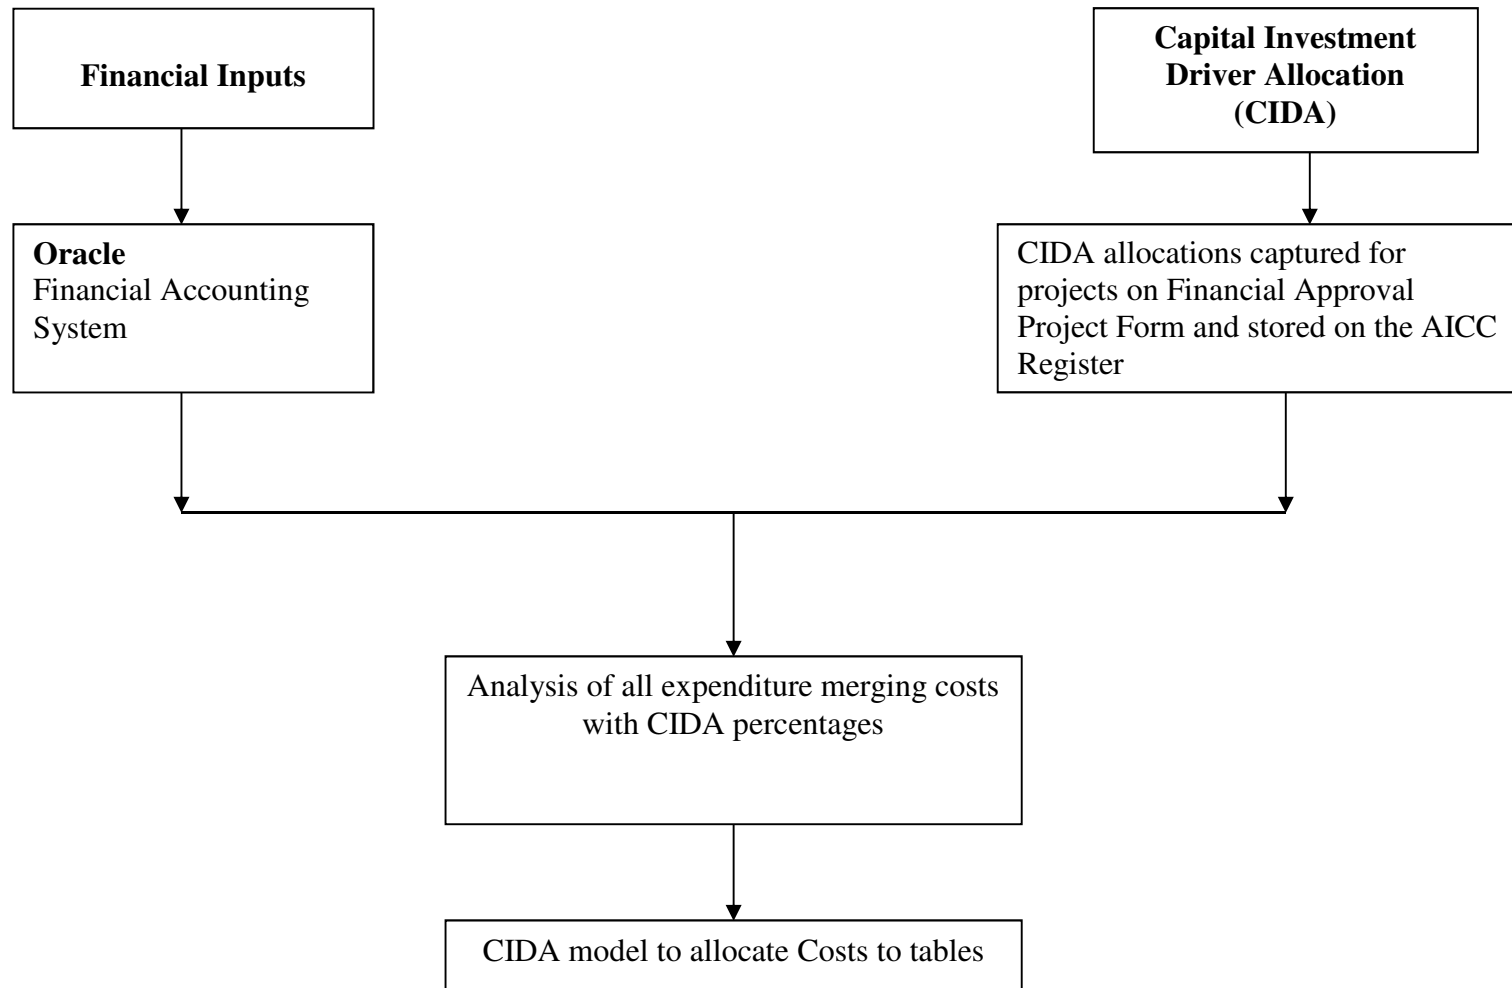 Financial Inputs
Capital Investment
Driver Allocation
(CIDA)
Oracle
Financial Accounting
System
CIDA allocations captured for
projects on Financial Approval
Project Form and stored on the AICC
Register
Analysis of all expenditure merging costs
with CIDA percentages
CIDA model to allocate Costs to tables